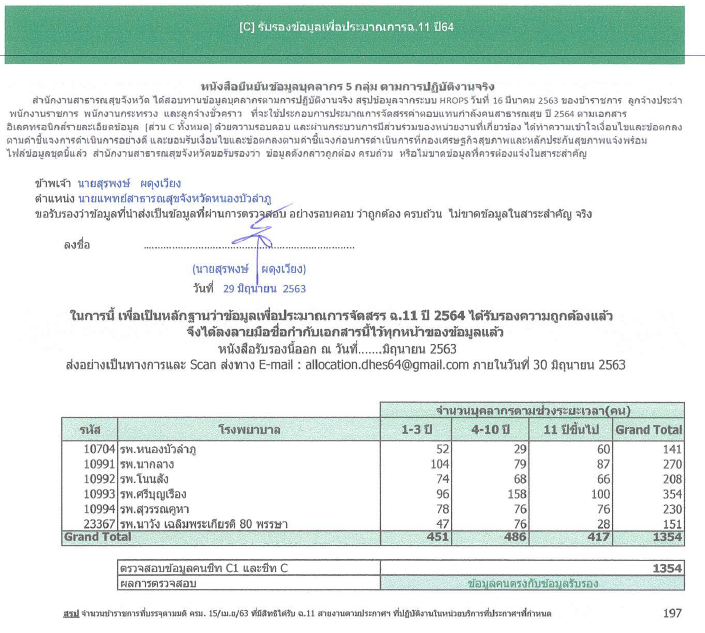 [C] รับรองข้อมูลเพื่อประมาณการฉ.11 ปี64
หนังสือยืนยันข้อมูลบุคลากร 5 กลุ่ม ตามการปฏิบัติงานจริง
สำนักงานสาธารณสุขจังหวัด ได้สอบทานข้อมูลบุคลากรตามการปฏิบัติงานจริง สรุปข้อมูลจากระบบ HROPS วันที่ 16 มีนาคม 2563 ของข้าราชการ ลูกจ้างประจำ
พนักงานราชการ พนักงานกระทรวง และลูกจ้างชั่วคราว ที่จะใช้ประกอบการประมาณการจัดสรรค่าตอบแทนกำลังคนสาธารณสุข ปี 2564 ตามเอกสาร
อิเลคทรอนิกส์รายละเอียดข้อมูล [ส่วน C ทั้งหมด] ด้วยความรอบคอบ และผ่านกระบวนการมีส่วนร่วมของหน่วยงานที่เกี่ยวข้อง ได้ทำความเข้าใจเงื่อนไขและข้อตกลง
ตามคำชี้แจงการดำเนินการอย่างดี และยอมรับเงื่อนไขและข้อตกลงตามคำชี้แจงก่อนการดำเนินการที่กองเศรษฐกิจสุขภาพและหลักประกันสุขภาพแจ้งพร้อม
ไฟล์ข้อมูลชุดนี้แล้ว สำนักงานสาธารณสุขจังหวัดขอรับรองว่า ข้อมูลดังกล่าวถูกต้อง ครบถ้วน หรือไม่ขาดข้อมูลที่ควรต้องแจ้งในสาระสำคัญ
ข้าพเจ้า นายสุรพงษ์ ผดุงเวียง
ตำแหน่ง นายแพทย์สาธารณสุขจังหวัดหนองบัวลำภู
ขอรับรองว่าข้อมูลที่นำส่งเป็นข้อมูลที่ผ่านการตรวจสอบ อย่างรอบคอบ ว่าถูกต้อง ครบถ้วน ไม่ขาดข้อมูลในสาระสำคัญ จริง
ลงชื่อ ............................................................
(นายสุรพงษ์ ผดุงเวียง)
วันที่ 29 มิถุนายน 2563
ในการนี้ เพื่อเป็นหลักฐานว่าข้อมูลเพื่อประมาณการจัดสรร ฉ.11 ปี 2564 ได้รับรองความถูกต้องแล้ว
จึงได้ลงลายมือชื่อกำกับเอกสารนี้ไว้ทุกหน้าของข้อมูลแล้ว
หนังสือรับรองนี้ออก ณ วันที่.......มิถุนายน 2563
ส่งอย่างเป็นทางการและ Scan ส่งทาง E-mail : allocation.dhes64@gmail.com ภายในวันที่ 30 มิถุนายน 2563
จำนวนบุคลากรตามช่วงระยะเวลา(คน)
รหัส โรงพยาบาล 1-3 ปี 4-10 ปี 11 ปีขึ้นไป Grand Total
10704 รพ.หนองบัวลำภู 52 29 60 141
10991 รพ.นากลาง 104 79 87 270
10992 รพ.โนนสัง 74 68 66 208
10993 รพ.ศรีบุญเรือง 96 158 100 354
10994 รพ.สุวรรณคูหา 78 76 76 230
23367 รพ.นาวัง เฉลิมพระเกียรติ 80 พรรษา 47 76 28 151
Grand Total 451 486 417 1354
ตรวจสอบข้อมูลคนชีท C1 และชีท C 1354
ผลการตรวจสอบ ข้อมูลคนตรงกับข้อมูลรับรอง
สรุป จำนวนข้าราชการที่บรรจุตามมติ ครม. 15/เม.ย/63 ที่มีสิทธิได้รับ ฉ.11 สายงานตามประกาศฯ ที่ปฏิบัติงานในหน่วยบริการที่ประกาศฯที่กำหนด 197